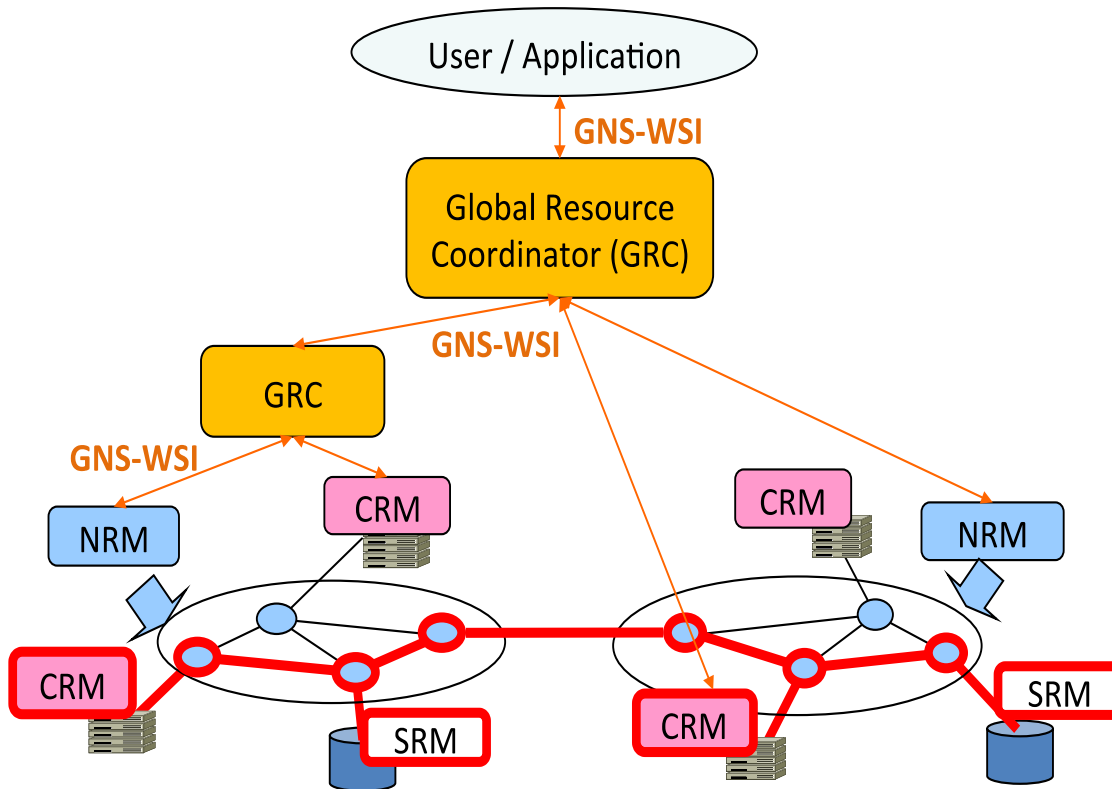 User / Application
GNS-WSI
Global Resource
Coordinator (GRC)
GNS-WSI
GRC
GNS-WSI
CRM
CRM
NRM
NRM
CRM
SRM
CRM
SRM